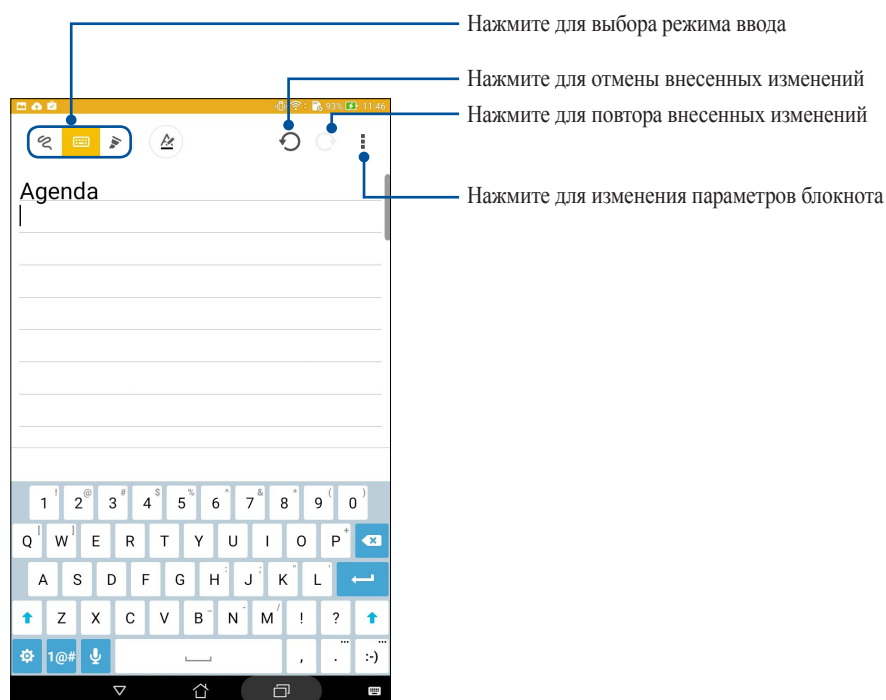 Нажмите для выбора режима ввода
Нажмите для отмены внесенных изменений
93% 11:46
Нажмите для повтора внесенных изменений
Agenda
Нажмите для изменения параметров блокнота
1 ! 2 @ 3 # 4 $ 5 % 6 ^ 7 & 8 * 9 ( 0 )
Q [ W ] E R T Y U I O P +
A S D F G H : J ; K " L '
Z X C V B _ N - M / ! ?
1@# , . ... :-) ...